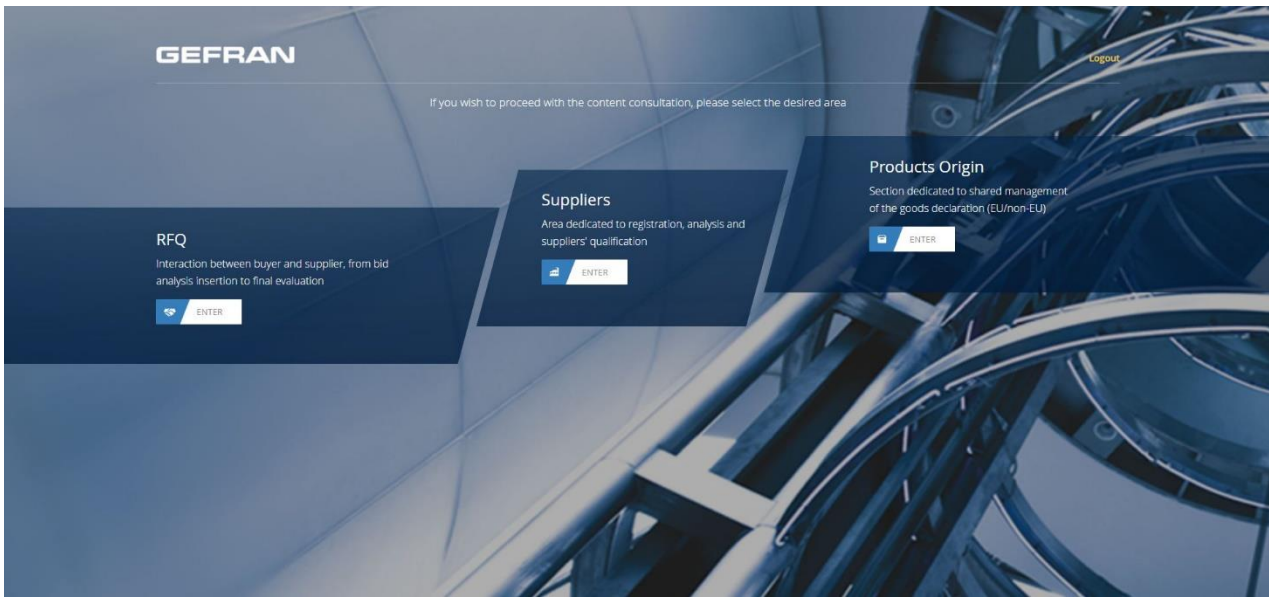 GEFRAN
Logout
If you wish to proceed with the content consultation, please select the desired area
RFQ
Interaction between buyer and supplier, from bid
analysis insertion to final evaluation
ENTER
Suppliers
Area dedicated to registration, analysis and
suppliers' qualification
ENTER
Products Origin
Section dedicated to shared management
of the goods declaration (EU/non-EU)
ENTER